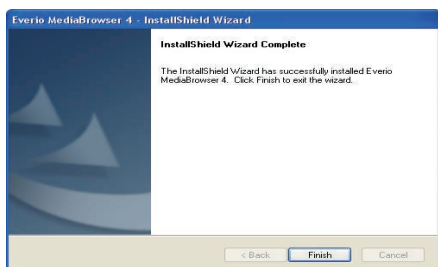 Everio MediaBrowser 4 - InstallShield Wizard
InstallShield Wizard Complete
The InstallShield Wizard has successfully installed Everio
MediaBrowser 4. Click Finish to exit the wizard.
< Back
Finish
Cancel